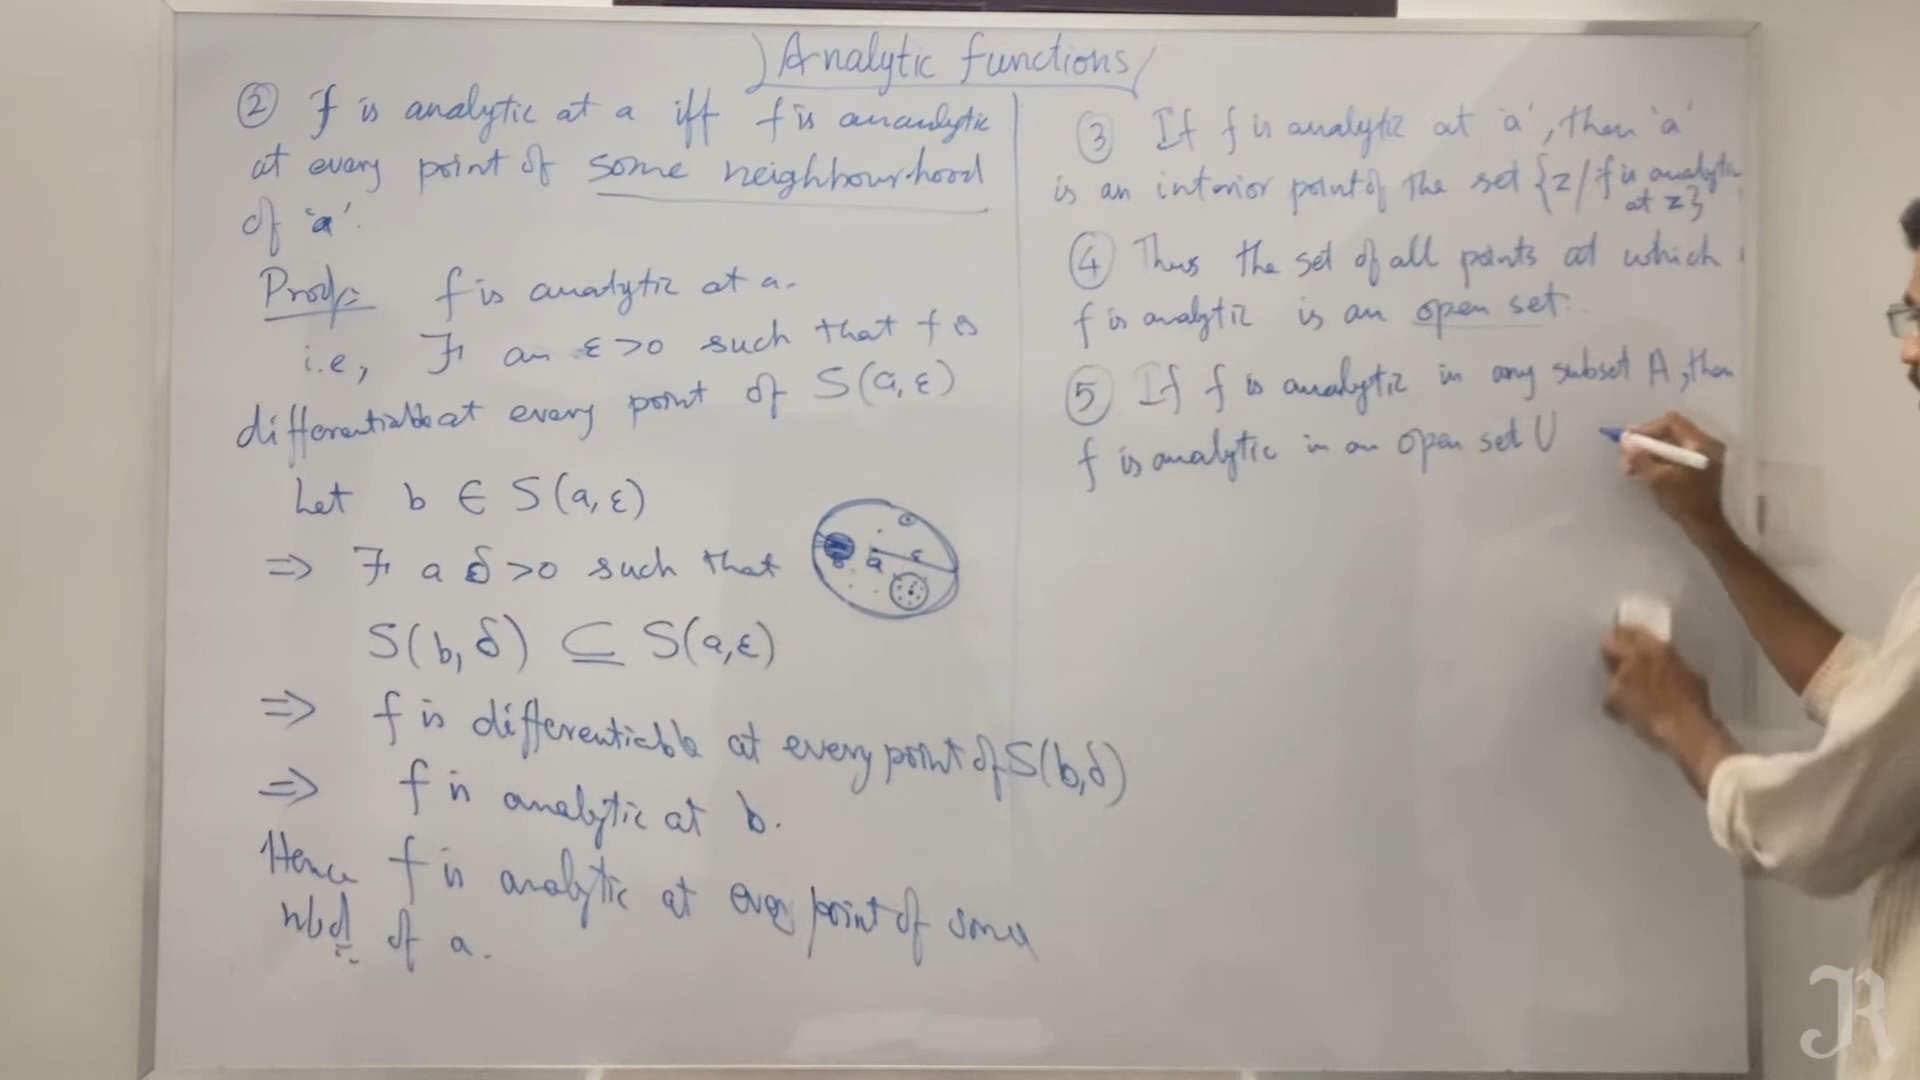 Analytic functions
② f is analytic at a iff f is anaulytic
at every point of some neighbourhood
of 'a'.
Proof:- f is analytic at a.
i.e, ∃ an ε>0 such that f is
differentiable at every point of S(a,ε)
Let b ∈ S(a,ε)
⇒ ∃ a δ>0 such that
S(b,δ) ⊆ S(a,ε)
⇒ f is differentiable at every point of S(b,δ)
⇒ f is analytic at b.
Hence f is analytic at every point of some
nbd of a.
a ε
③ If f is analytic at 'a', then 'a'
is an interior point of the set {z/f is analytic
at z}
④ Thus the set of all points at which
f is analytic is an open set.
⑤ If f is analytic in any subset A, then
f is analytic in an open set U
JR